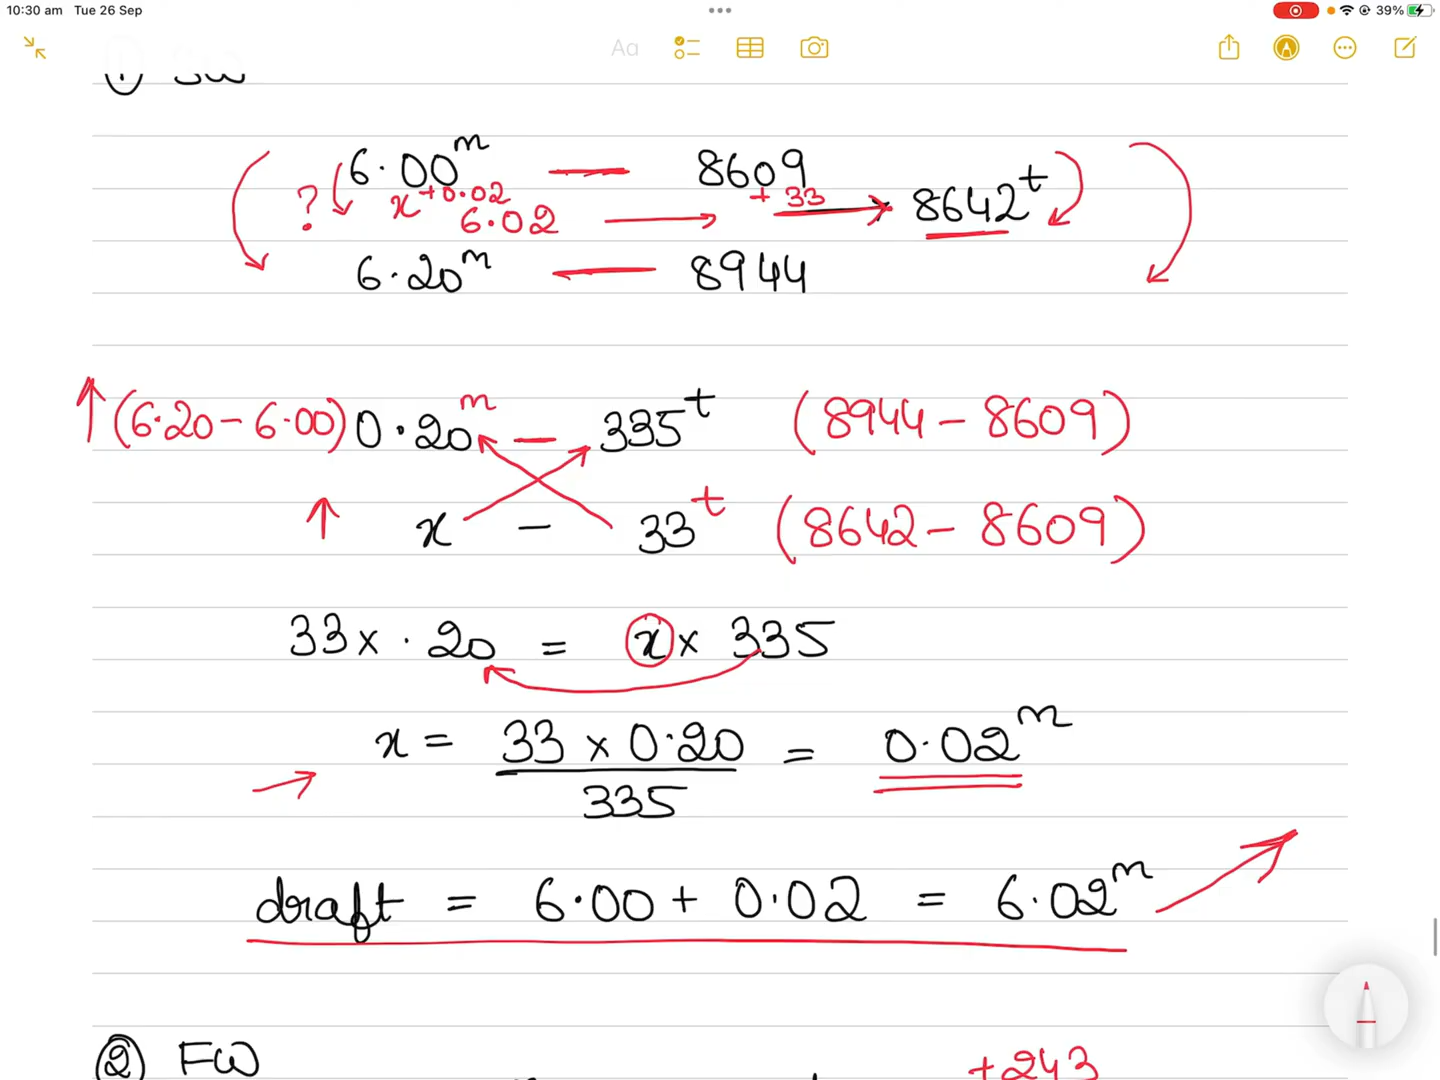 10:30 am Tue 26 Sep
39%
Aa
① SW
6.00m — 8609
? x +0.02 +33 → 8642t
6.02 →
6.20m — 8944
(6.20 - 6.00) 0.20m — 335t (8944 - 8609)
x — 33t (8642 - 8609)
33 x .20 = x x 335
x = 33 x 0.20 / 335 = 0.02m
draft = 6.00 + 0.02 = 6.02m
② FW +243